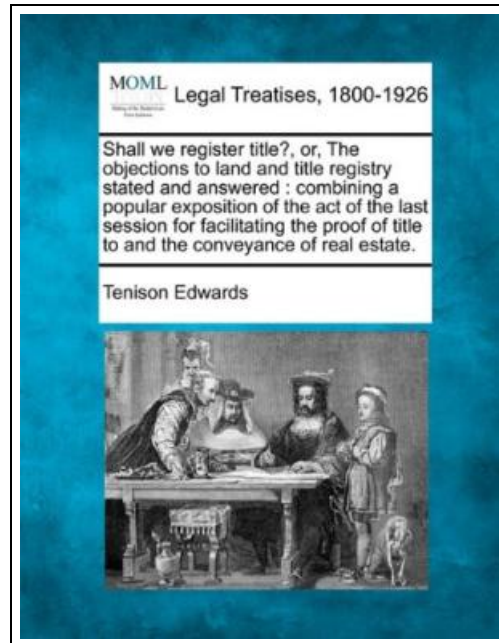 MOML
Legal Treatises, 1800-1926
Shall we register title?, or, The
objections to land and title registry
stated and answered : combining a
popular exposition of the act of the last
session for facilitating the proof of title
to and the conveyance of real estate.
Tenison Edwards